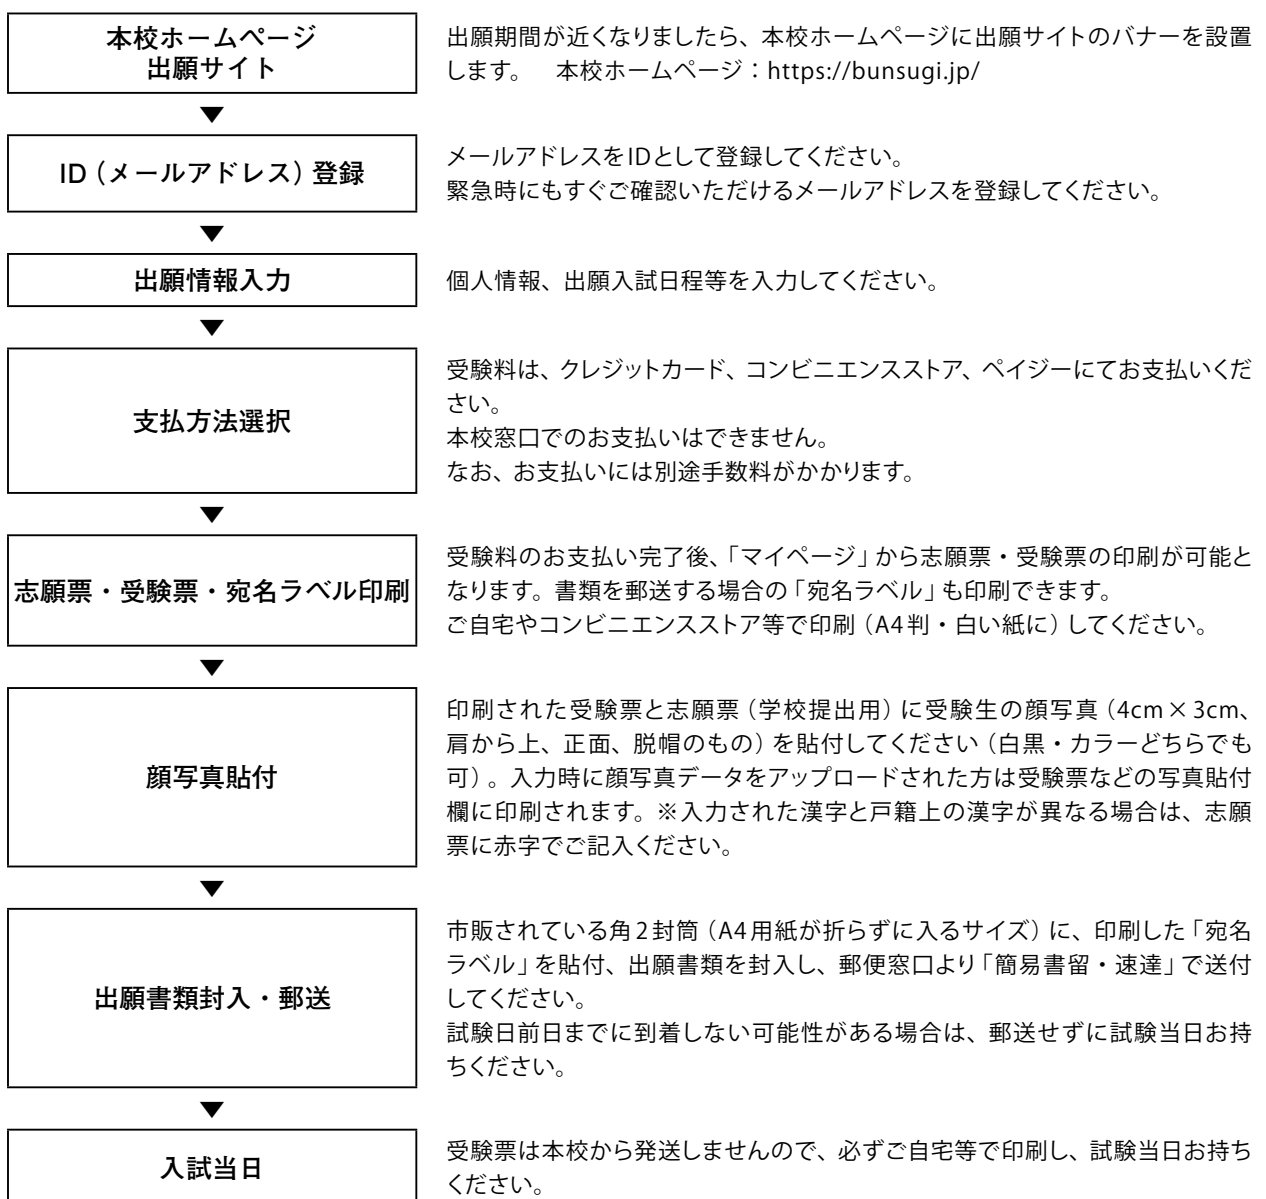 本校ホームページ
出願サイト
出願期間が近くなりましたら、本校ホームページに出願サイトのバナーを設置
します。　本校ホームページ：https://bunsugi.jp/
▼
ID（メールアドレス）登録
メールアドレスをIDとして登録してください。
緊急時にもすぐご確認いただけるメールアドレスを登録してください。
▼
出願情報入力
個人情報、出願入試日程等を入力してください。
▼
支払方法選択
受験料は、クレジットカード、コンビニエンスストア、ペイジーにてお支払いくだ
さい。
本校窓口でのお支払いはできません。
なお、お支払いには別途手数料がかかります。
▼
志願票・受験票・宛名ラベル印刷
受験料のお支払い完了後、「マイページ」から志願票・受験票の印刷が可能と
なります。書類を郵送する場合の「宛名ラベル」も印刷できます。
ご自宅やコンビニエンスストア等で印刷（A4判・白い紙に）してください。
▼
顔写真貼付
印刷された受験票と志願票（学校提出用）に受験生の顔写真（4cm×3cm、
肩から上、正面、脱帽のもの）を貼付してください（白黒・カラーどちらでも
可）。入力時に顔写真データをアップロードされた方は受験票などの写真貼付
欄に印刷されます。※入力された漢字と戸籍上の漢字が異なる場合は、志願
票に赤字でご記入ください。
▼
出願書類封入・郵送
市販されている角2封筒（A4用紙が折らずに入るサイズ）に、印刷した「宛名
ラベル」を貼付、出願書類を封入し、郵便窓口より「簡易書留・速達」で送付
してください。
試験日前日までに到着しない可能性がある場合は、郵送せずに試験当日お持
ちください。
▼
入試当日
受験票は本校から発送しませんので、必ずご自宅等で印刷し、試験当日お持ち
ください。